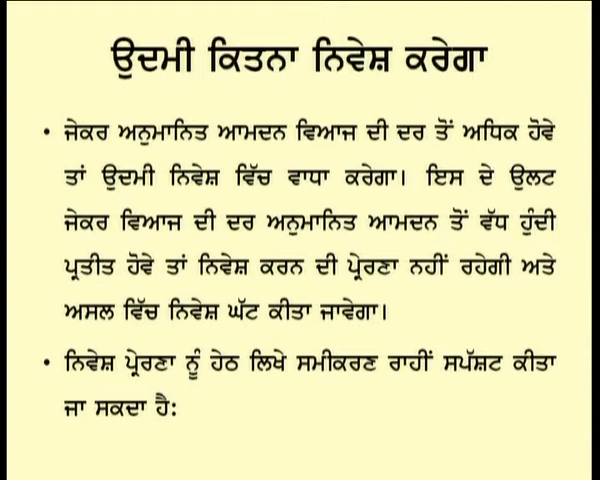 ਉਦਮੀ ਕਿਤਨਾ ਨਿਵੇਸ਼ ਕਰੇਗਾ
• ਜੇਕਰ ਅਨੁਮਾਨਿਤ ਆਮਦਨ ਵਿਆਜ ਦੀ ਦਰ ਤੋਂ ਅਧਿਕ ਹੋਵੇ
ਤਾਂ ਉਦਮੀ ਨਿਵੇਸ਼ ਵਿੱਚ ਵਾਧਾ ਕਰੇਗਾ। ਇਸ ਦੇ ਉਲਟ
ਜੇਕਰ ਵਿਆਜ ਦੀ ਦਰ ਅਨੁਮਾਨਿਤ ਆਮਦਨ ਤੋਂ ਵੱਧ ਹੁੰਦੀ
ਪ੍ਰਤੀਤ ਹੋਵੇ ਤਾਂ ਨਿਵੇਸ਼ ਕਰਨ ਦੀ ਪ੍ਰੇਰਣਾ ਨਹੀਂ ਰਹੇਗੀ ਅਤੇ
ਅਸਲ ਵਿੱਚ ਨਿਵੇਸ਼ ਘੱਟ ਕੀਤਾ ਜਾਵੇਗਾ।
• ਨਿਵੇਸ਼ ਪ੍ਰੇਰਣਾ ਨੂੰ ਹੇਠ ਲਿਖੇ ਸਮੀਕਰਣ ਰਾਹੀਂ ਸਪੱਸ਼ਟ ਕੀਤਾ
ਜਾ ਸਕਦਾ ਹੈ: